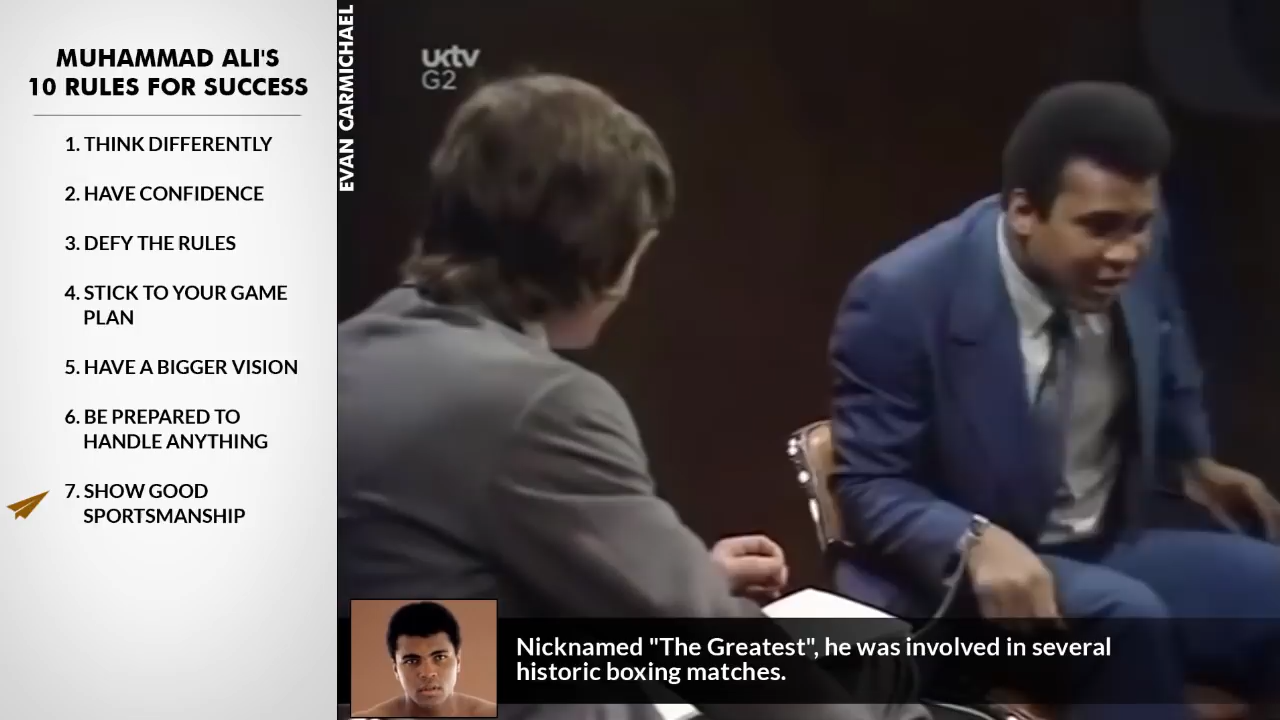 MUHAMMAD ALI'S
10 RULES FOR SUCCESS
1. THINK DIFFERENTLY
2. HAVE CONFIDENCE
3. DEFY THE RULES
4. STICK TO YOUR GAME
PLAN
5. HAVE A BIGGER VISION
6. BE PREPARED TO
HANDLE ANYTHING
7. SHOW GOOD
SPORTSMANSHIP
EVAN CARMICHAEL
uktv
G2
Nicknamed "The Greatest", he was involved in several
historic boxing matches.